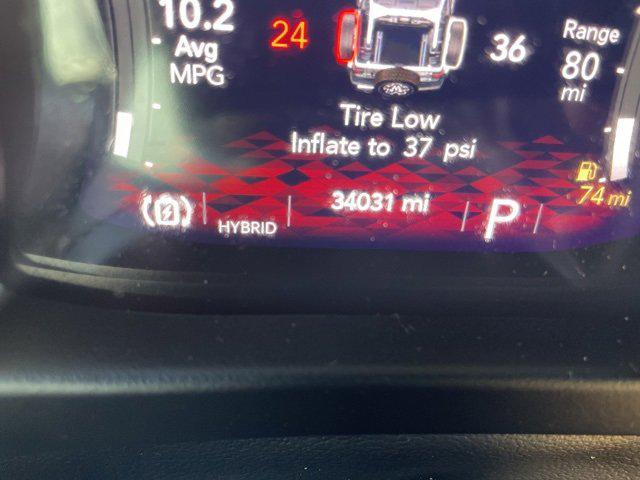 10.2
Avg
MPG
24
36
Range
80
mi
Tire Low
Inflate to 37 psi
74 mi
HYBRID
34031 mi
P